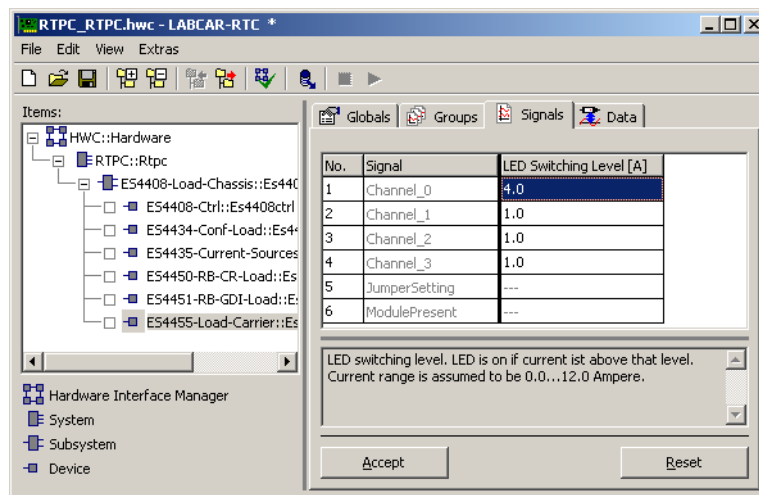 RTPC_RTPC.hwc - LABCAR-RTC *
File Edit View Extras
Items:
HWC::Hardware
RTPC::Rtpc
ES4408-Load-Chassis::Es440
ES4408-Ctrl::Es4408ctrl
ES4434-Conf-Load::Es44
ES4435-Current-Sources
ES4450-RB-CR-Load::Es
ES4451-RB-GDI-Load::Es
ES4455-Load-Carrier::Es
Hardware Interface Manager
System
Subsystem
Device
Globals Groups Signals Data
No. Signal LED Switching Level [A]
1 Channel_0 4.0
2 Channel_1 1.0
3 Channel_2 1.0
4 Channel_3 1.0
5 JumperSetting ---
6 ModulePresent ---
LED switching level. LED is on if current ist above that level.
Current range is assumed to be 0.0...12.0 Ampere.
Accept Reset